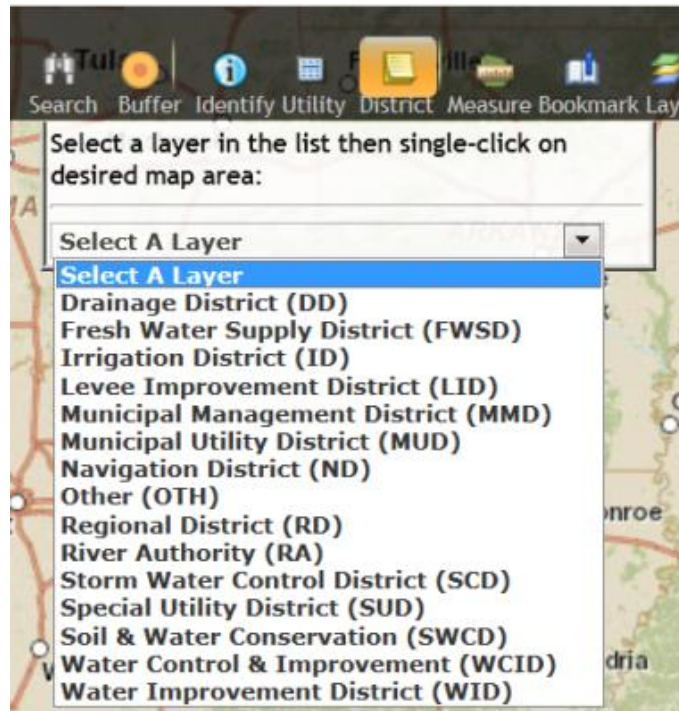 Search Buffer Identify Utility District Measure Bookmark Lay
Select a layer in the list then single-click on
desired map area:
Select A Layer
Select A Layer
Drainage District (DD)
Fresh Water Supply District (FWSD)
Irrigation District (ID)
Levee Improvement District (LID)
Municipal Management District (MMD)
Municipal Utility District (MUD)
Navigation District (ND)
Other (OTH)
Regional District (RD)
River Authority (RA)
Storm Water Control District (SCD)
Special Utility District (SUD)
Soil & Water Conservation (SWCD)
Water Control & Improvement (WCID)
Water Improvement District (WID)
nroe
dria